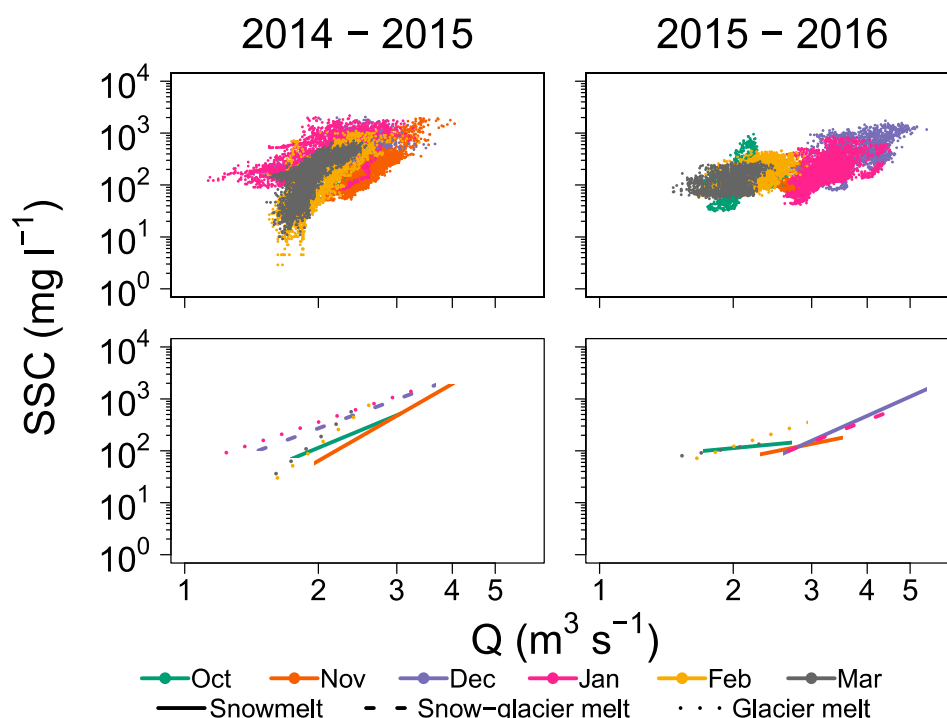 2014 − 2015
2015 − 2016
10⁴
10³
10²
10¹
10⁰
10⁴
10³
10²
10¹
10⁰
SSC (mg l⁻¹)
1 2 3 4 5
1 2 3 4 5
Q (m³ s⁻¹)
Oct Nov Dec Jan Feb Mar
Snowmelt Snow−glacier melt Glacier melt